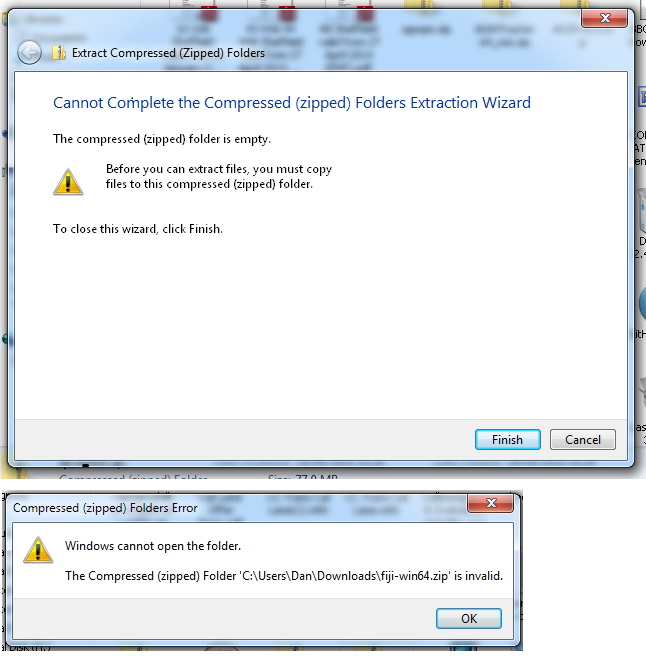 Extract Compressed (Zipped) Folders
Cannot Complete the Compressed (zipped) Folders Extraction Wizard
The compressed (zipped) folder is empty.
Before you can extract files, you must copy
files to this compressed (zipped) folder.
To close this wizard, click Finish.
Finish
Cancel
Compressed (zipped) Folders Error
Windows cannot open the folder.
The Compressed (zipped) Folder 'C:\Users\Dan\Downloads\fiji-win64.zip' is invalid.
OK